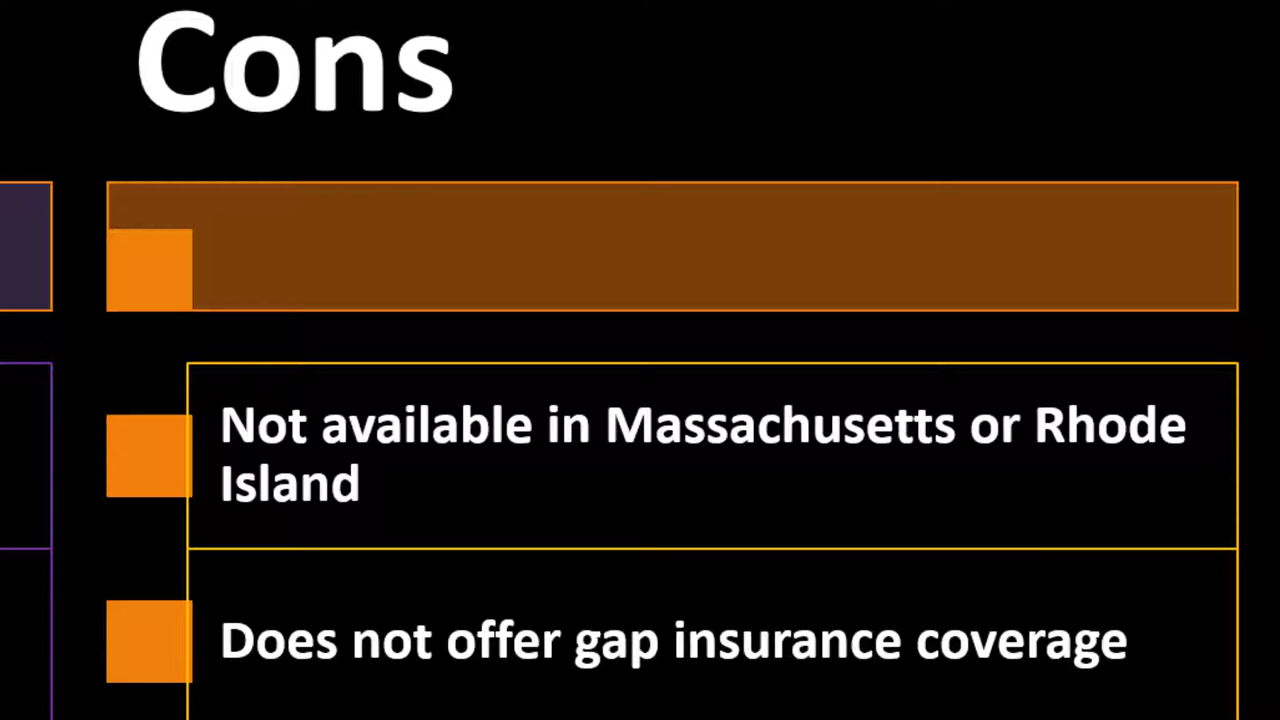 Cons
Not available in Massachusetts or Rhode
Island
Does not offer gap insurance coverage